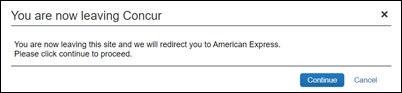 You are now leaving Concur
You are now leaving this site and we will redirect you to American Express.
Please click continue to proceed.
Continue Cancel